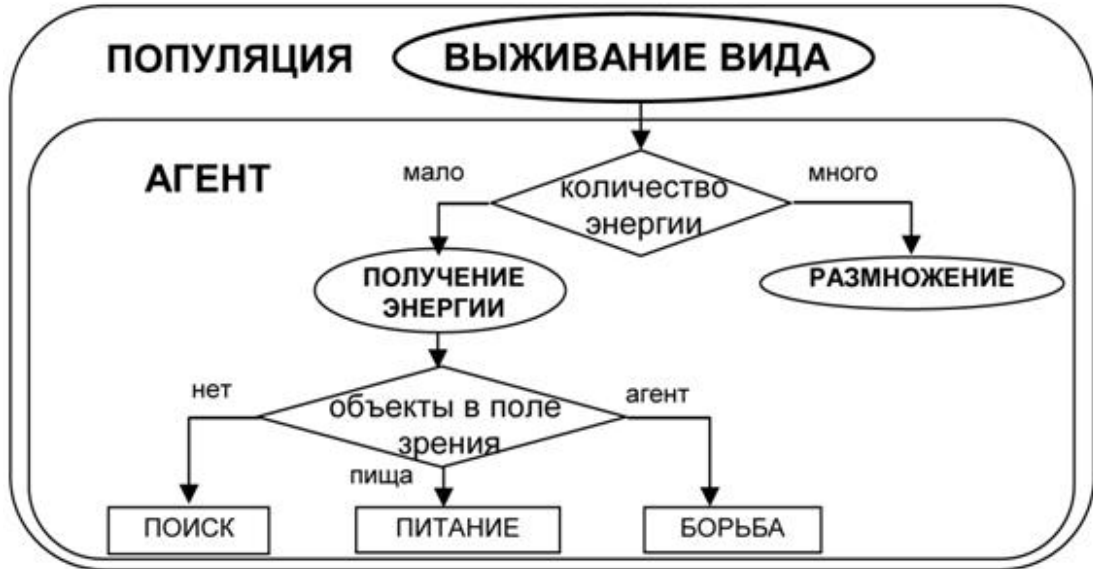 ПОПУЛЯЦИЯ
ВЫЖИВАНИЕ ВИДА
АГЕНТ
мало
количество
энергии
много
ПОЛУЧЕНИЕ
ЭНЕРГИИ
РАЗМНОЖЕНИЕ
нет
объекты в поле
зрения
агент
пища
ПОИСК
ПИТАНИЕ
БОРЬБА